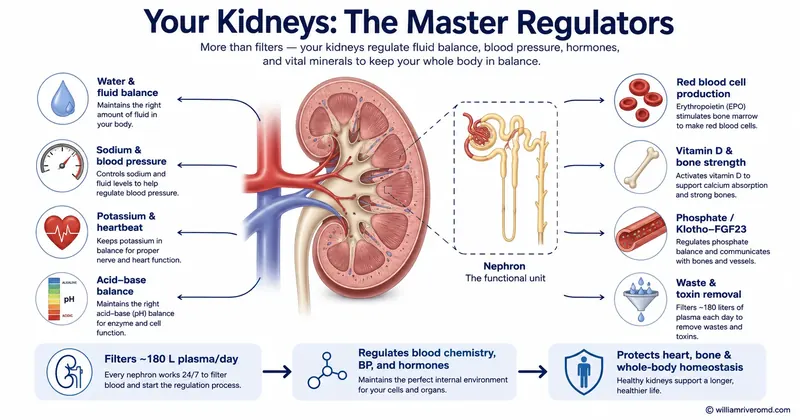 Your Kidneys: The Master Regulators
More than filters — your kidneys regulate fluid balance, blood pressure, hormones,
and vital minerals to keep your whole body in balance.
Water &
fluid balance
Maintains the right
amount of fluid in
your body.
Sodium &
blood pressure
Controls sodium and
fluid levels to help
regulate blood pressure.
Potassium &
heartbeat
Keeps potassium in
balance for proper
nerve and heart function.
ALKALINE
pH
ACIDIC
Acid–base
balance
Maintains the right
acid–base (pH) balance
for enzyme and cell
function.
Nephron
The functional unit
Red blood cell
production
Erythropoietin (EPO)
stimulates bone marrow
to make red blood cells.
Vitamin D &
bone strength
Activates vitamin D to
support calcium absorption
and strong bones.
Phosphate /
Klotho–FGF23
Regulates phosphate
balance and communicates
with bones and vessels.
Waste &
toxin removal
Filters ~180 liters of
plasma each day to
remove wastes and
toxins.
Filters ~180 L plasma/day
Every nephron works 24/7 to filter
blood and start the regulation process.
Regulates blood chemistry,
BP, and hormones
Maintains the perfect internal environment
for your cells and organs.
Protects heart, bone &
whole-body homeostasis
Healthy kidneys support a longer,
healthier life.
© williamriveromd.com